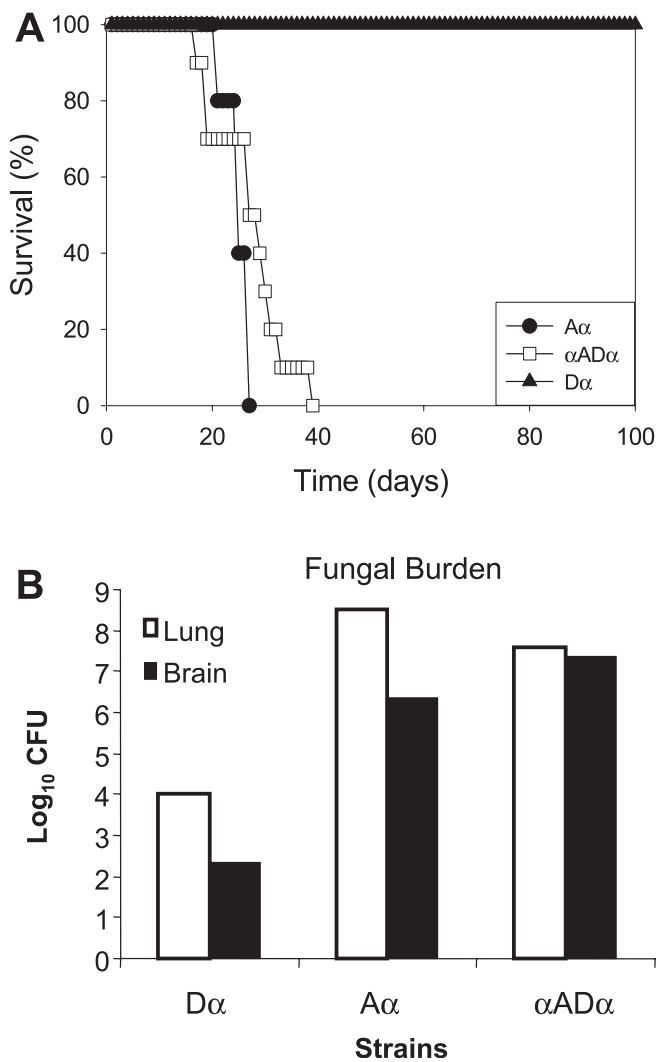 A
100
80
60
40
20
0
Survival (%)
0 20 40 60 80 100
Time (days)
Aα
αADα
Dα
B
Fungal Burden
9
8
7
6
5
4
3
2
1
0
Log₁₀ CFU
Lung
Brain
Dα Aα αADα
Strains